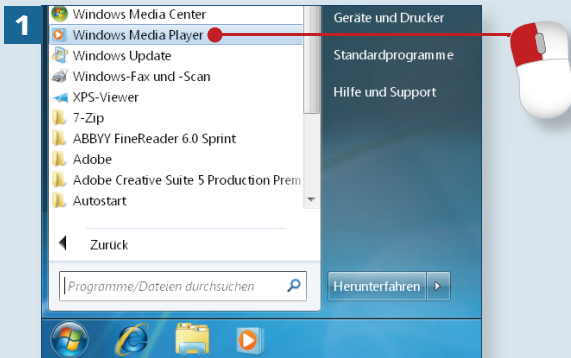 1
Windows Media Center
Windows Media Player
Windows Update
Windows-Fax und -Scan
XPS-Viewer
7-Zip
ABBYY FineReader 6.0 Sprint
Adobe
Adobe Creative Suite 5 Production Prem
Autostart
Zurück
Programme/Dateien durchsuchen
Geräte und Drucker
Standardprogramme
Hilfe und Support
Herunterfahren